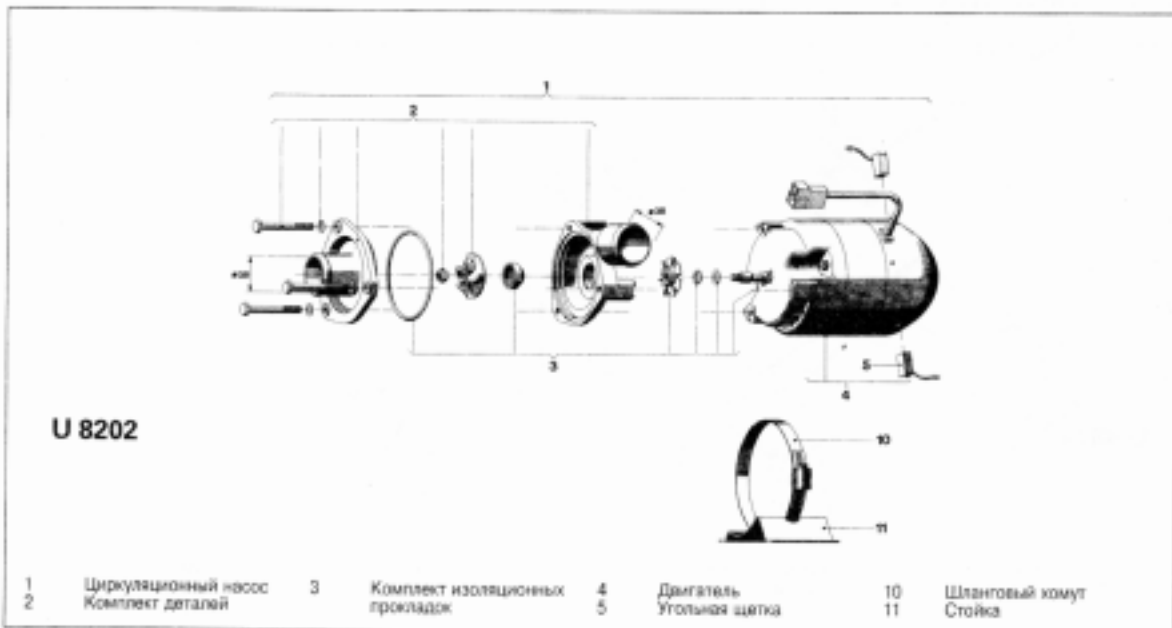 1
2
3
5
4
U 8202
10
11
1 Циркуляционный насос
2 Комплект деталей
3 Комплект изоляционных прокладок
4 Двигатель
5 Угольная щетка
10 Шланговый хомут
11 Стойка